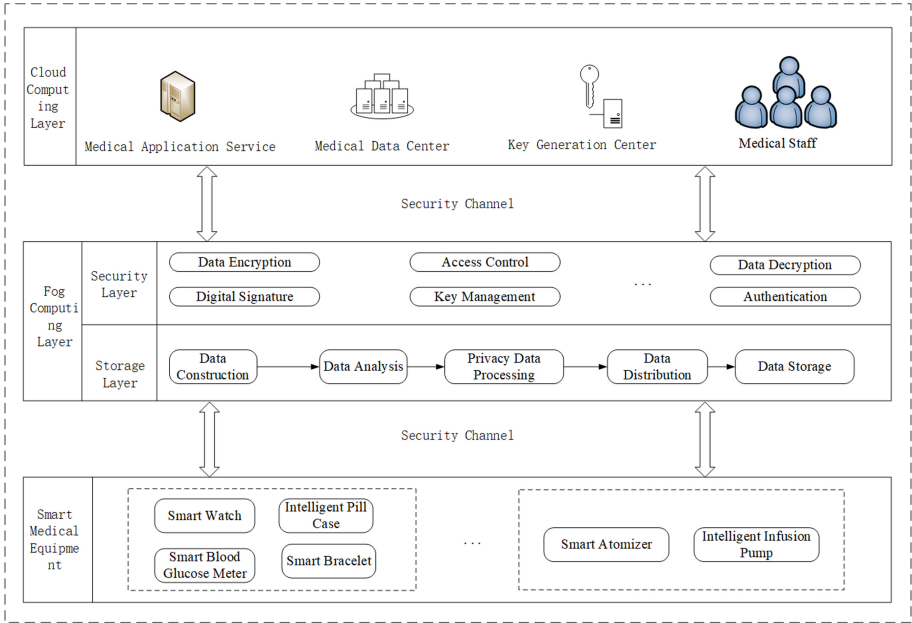 Cloud
Comput
ing
Layer
Medical Application Service
Medical Data Center
Key Generation Center
Medical Staff
Security Channel
Fog
Computi
ng
Layer
Security
Layer
Data Encryption
Access Control
Data Decryption
Digital Signature
Key Management
...
Authentication
Storage
Layer
Data
Construction
Data Analysis
Privacy Data
Processing
Data
Distribution
Data Storage
Security Channel
Smart
Medical
Equipme
nt
Smart Watch
Intelligent Pill
Case
Smart Blood
Glucose Meter
Smart Bracelet
...
Smart Atomizer
Intelligent Infusion
Pump